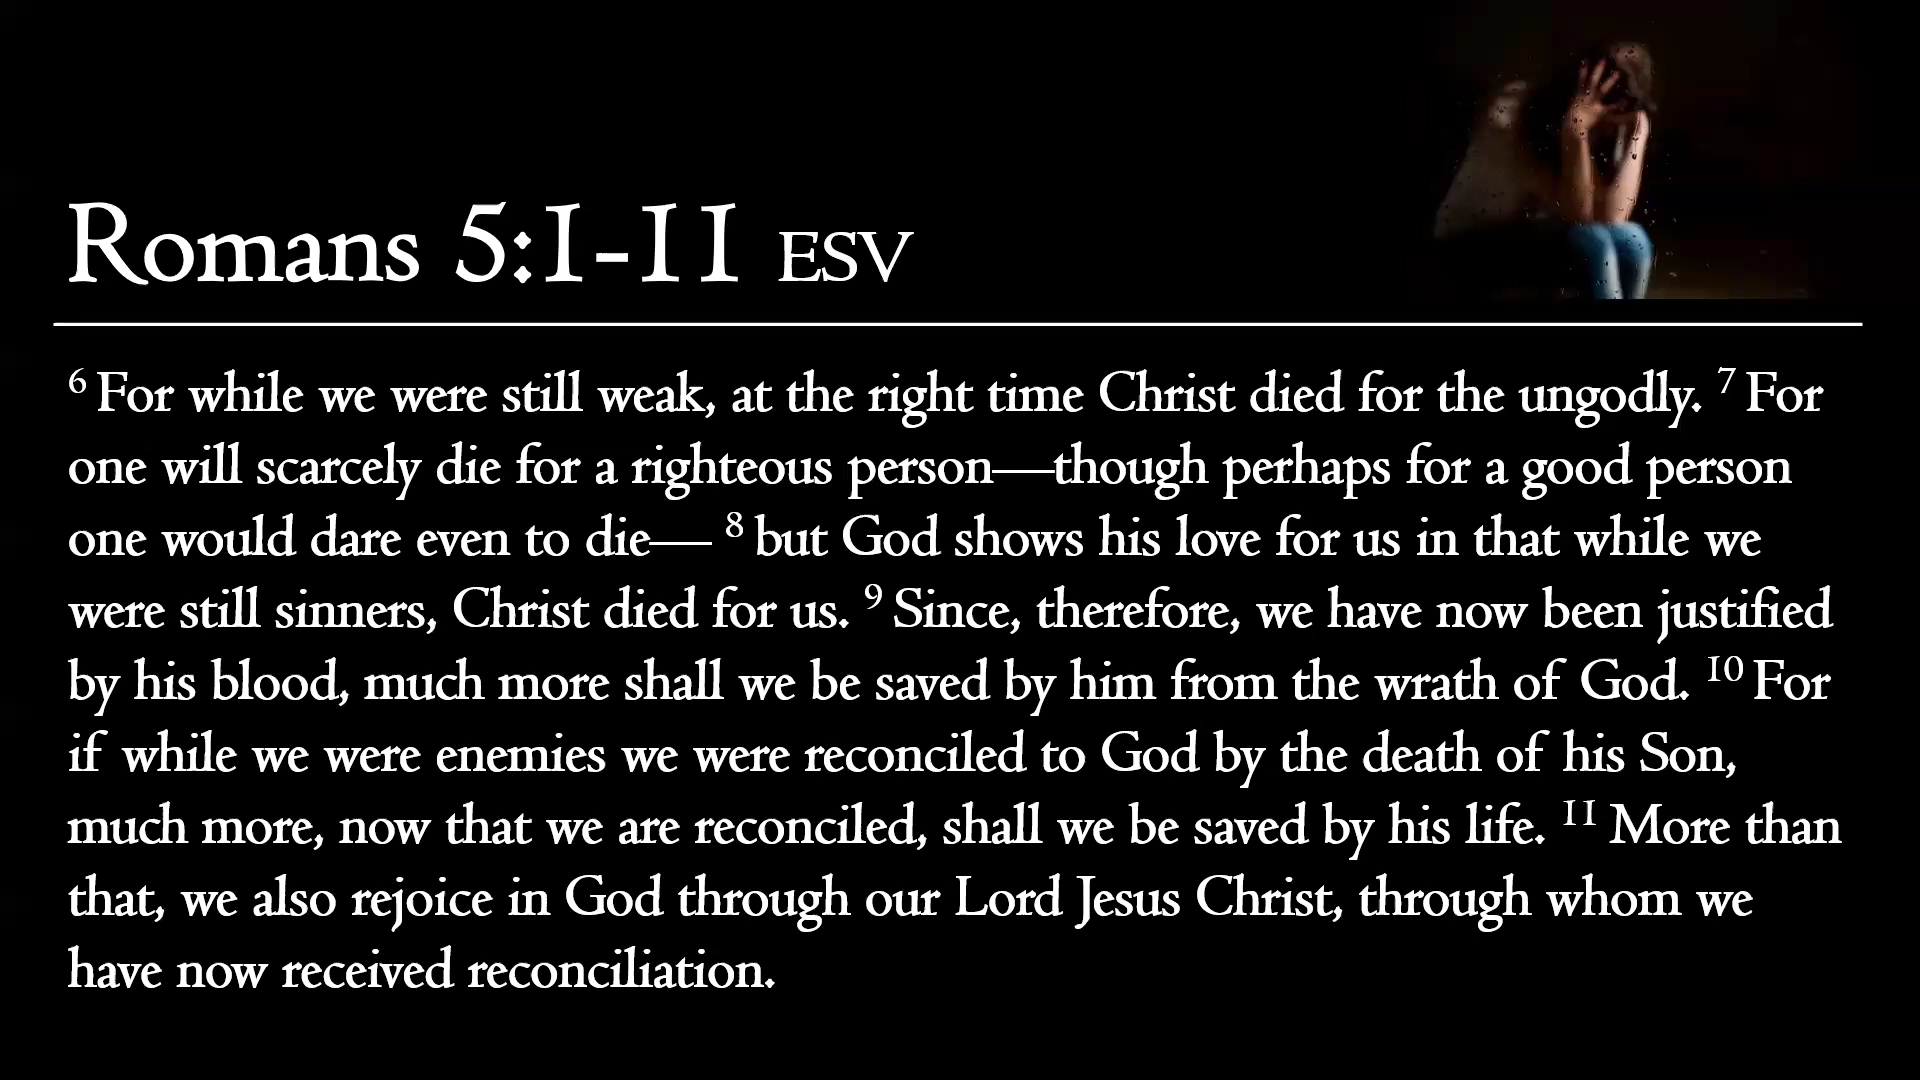 Romans 5:1-11 ESV
6 For while we were still weak, at the right time Christ died for the ungodly. 7 For
one will scarcely die for a righteous person—though perhaps for a good person
one would dare even to die— 8 but God shows his love for us in that while we
were still sinners, Christ died for us. 9 Since, therefore, we have now been justified
by his blood, much more shall we be saved by him from the wrath of God. 10 For
if while we were enemies we were reconciled to God by the death of his Son,
much more, now that we are reconciled, shall we be saved by his life. 11 More than
that, we also rejoice in God through our Lord Jesus Christ, through whom we
have now received reconciliation.